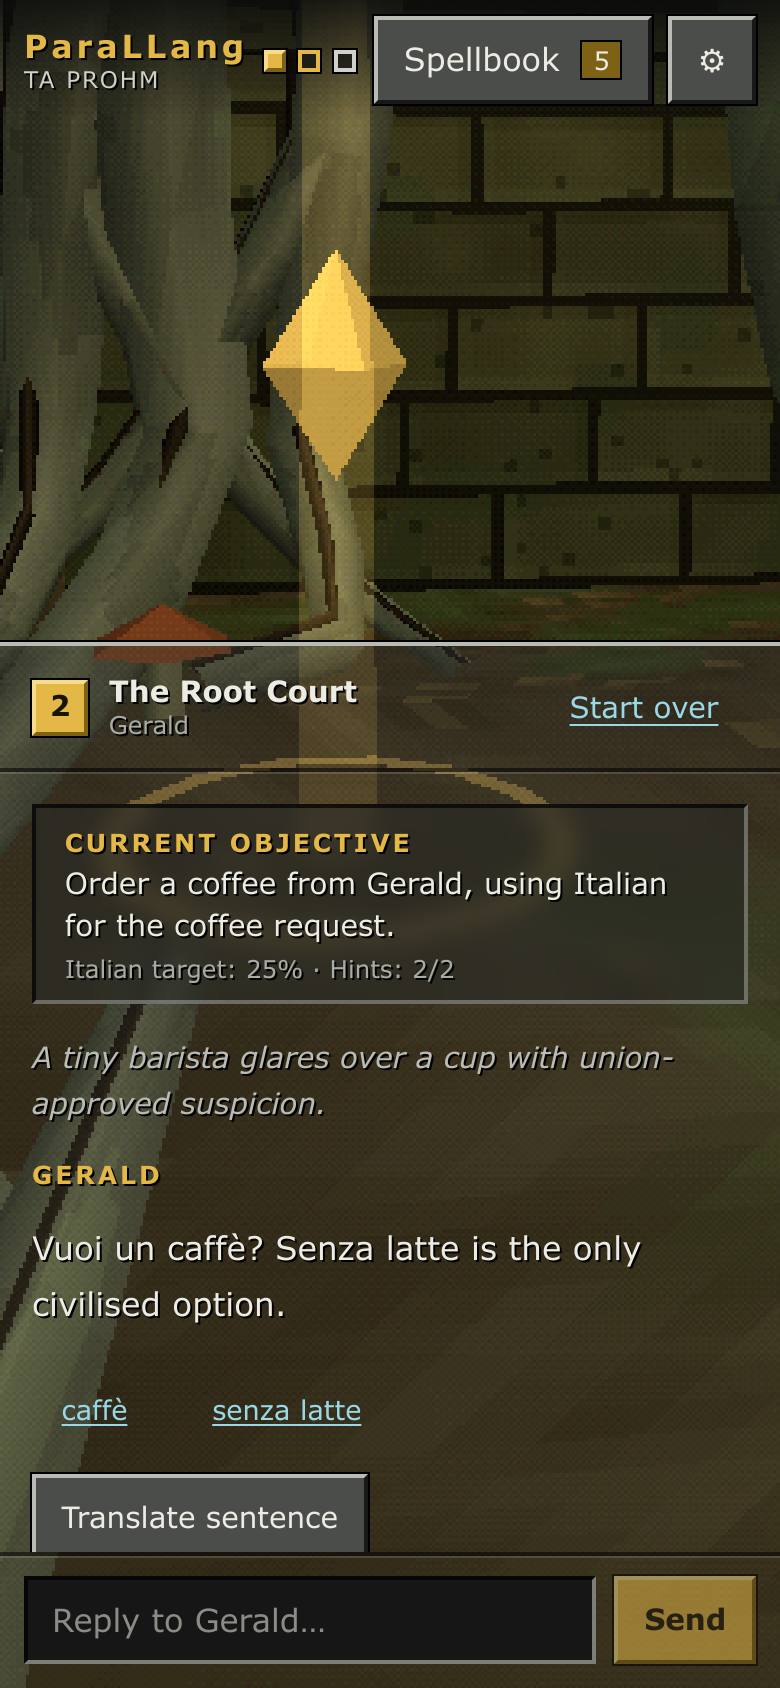 ParaLLang
TA PROHM
Spellbook 5
⚙
2
The Root Court
Gerald
Start over
CURRENT OBJECTIVE
Order a coffee from Gerald, using Italian
for the coffee request.
Italian target: 25% · Hints: 2/2
A tiny barista glares over a cup with union-
approved suspicion.
GERALD
Vuoi un caffè? Senza latte is the only
civilised option.
caffè senza latte
Translate sentence
Reply to Gerald…
Send